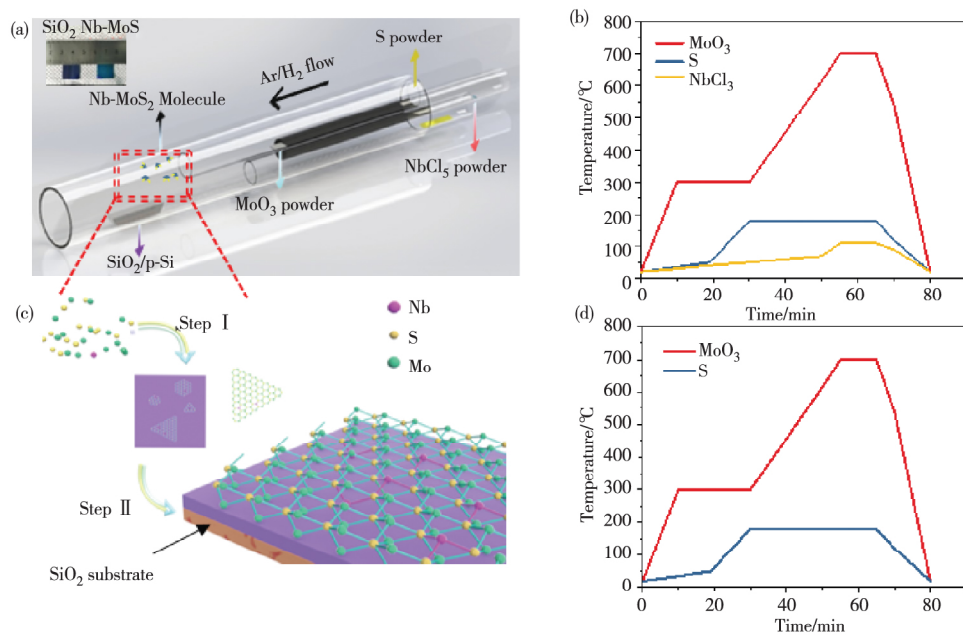 (a)
SiO₂ Nb-MoS
S powder
Ar/H₂ flow
Nb-MoS₂ Molecule
NbCl₅ powder
MoO₃ powder
SiO₂/p-Si
(b)
MoO₃
S
NbCl₃
Temperature/℃
800
700
600
500
400
300
200
100
0
0 20 40 60 80
Time/min
(c)
Step Ⅰ
Nb
S
Mo
Step Ⅱ
SiO₂ substrate
(d)
MoO₃
S
Temperature/℃
800
700
600
500
400
300
200
100
0
0 20 40 60 80
Time/min